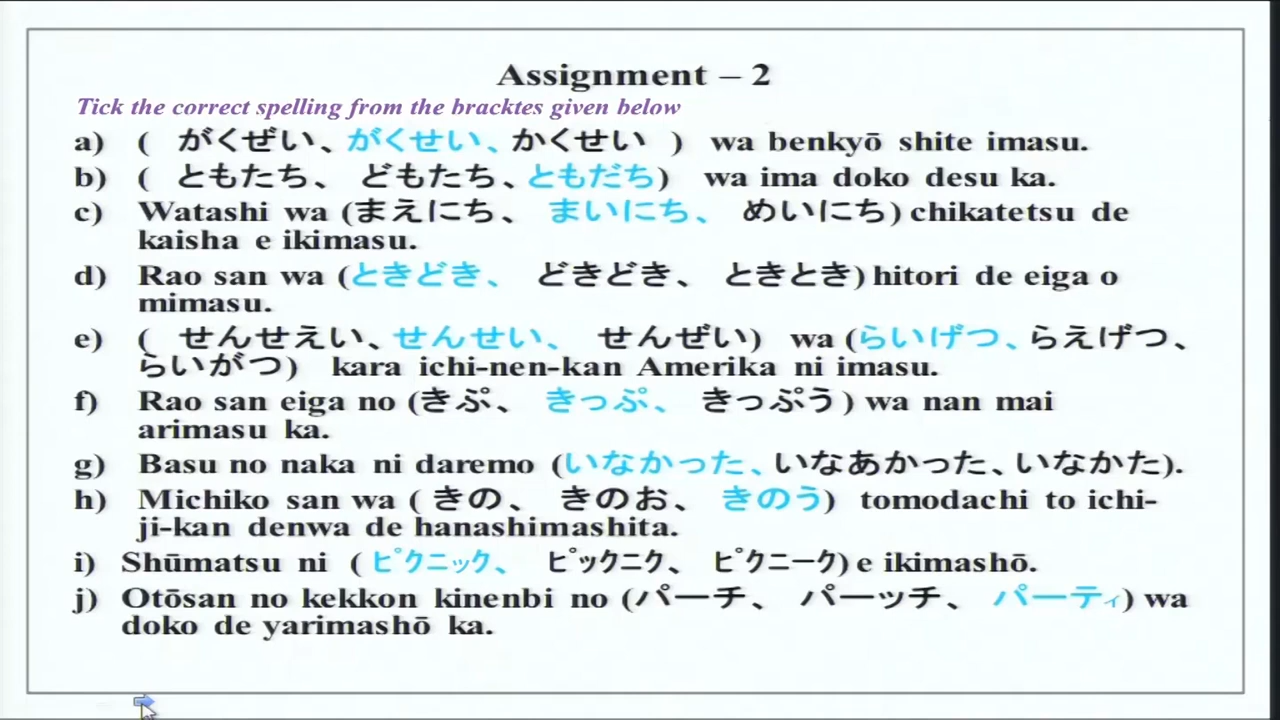 Assignment – 2
Tick the correct spelling from the bracktes given below
a) ( がくぜい、がくせい、かくせい ) wa benkyō shite imasu.
b) ( ともたち、 どもたち、ともだち) wa ima doko desu ka.
c) Watashi wa (まえにち、 まいにち、 めいにち) chikatetsu de
kaisha e ikimasu.
d) Rao san wa (ときどき、 どきどき、 ときとき) hitori de eiga o
mimasu.
e) ( せんせえい、せんせい、 せんぜい) wa (らいげつ、らえげつ、
らいがつ) kara ichi-nen-kan Amerika ni imasu.
f) Rao san eiga no (きぷ、 きっぷ、 きっぷう) wa nan mai
arimasu ka.
g) Basu no naka ni daremo (いなかった、いなあかった、いなかた).
h) Michiko san wa ( きの、 きのお、 きのう) tomodachi to ichi-
ji-kan denwa de hanashimashita.
i) Shūmatsu ni ( ﾋﾟｸﾆｯｸ、 ﾋﾟｯｸﾆｸ、 ﾋﾟｸﾆｰｸ) e ikimashō.
j) Otōsan no kekkon kinenbi no (パーチ、 パーッチ、 パーティ) wa
doko de yarimashō ka.